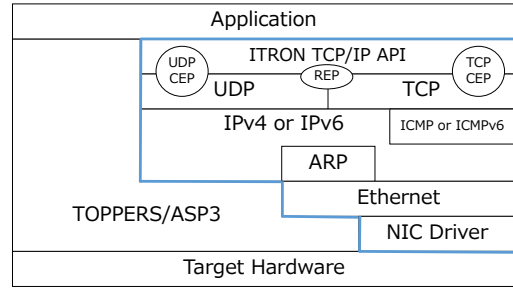 Application
ITRON TCP/IP API
UDP
CEP
TCP
CEP
REP
UDP
TCP
IPv4 or IPv6
ICMP or ICMPv6
ARP
Ethernet
TOPPERS/ASP3
NIC Driver
Target Hardware